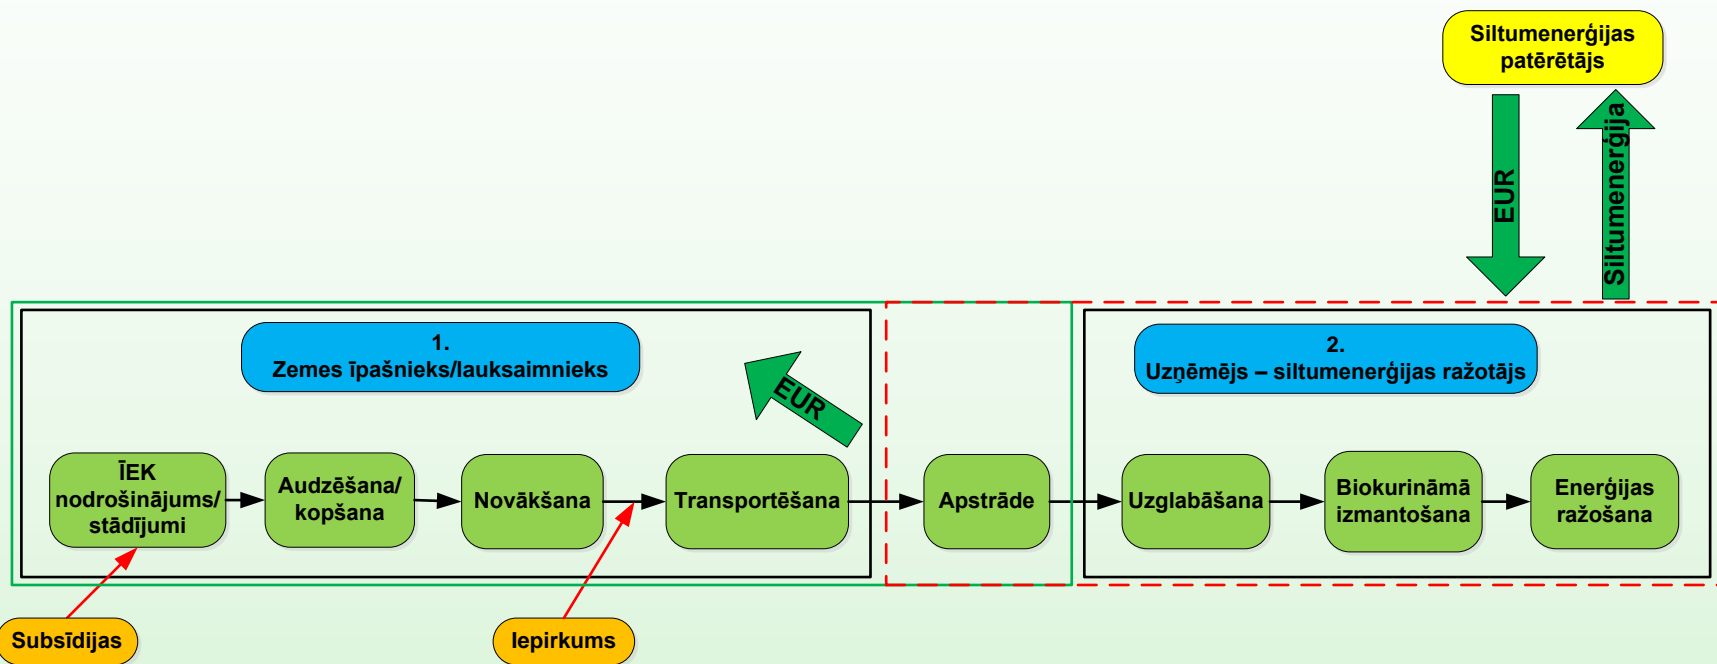 Siltumenerģijas
patērētājs
EUR
Siltumenerģija
1.
Zemes īpašnieks/lauksaimnieks
2.
Uzņēmējs – siltumenerģijas ražotājs
EUR
ĪEK
nodrošinājums/
stādījumi
Audzēšana/
kopšana
Novākšana
Transportēšana
Apstrāde
Uzglabāšana
Biokurināmā
izmantošana
Enerģijas
ražošana
Subsīdijas
Iepirkums